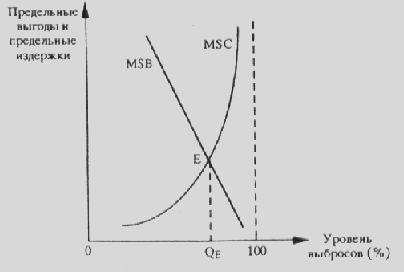 Предельные
выгоды и
предельные
издержки
MSC
MSB
E
0
QE
100
Уровень
выбросов (%)